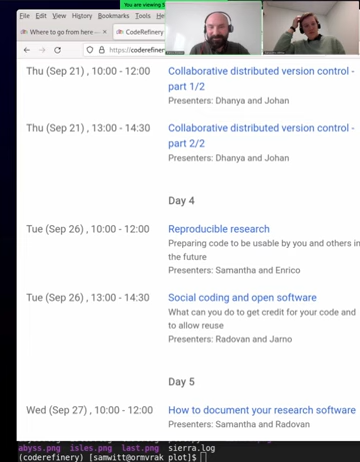 You are viewing S
File Edit View History Bookmarks Tools H
Where to go from here —
CodeRefinery
https://coderefiner
Thu (Sep 21) , 10:00 - 12:00
Collaborative distributed version control -
part 1/2
Presenters: Dhanya and Johan
Thu (Sep 21) , 13:00 - 14:30
Collaborative distributed version control -
part 2/2
Presenters: Dhanya and Johan
Day 4
Tue (Sep 26) , 10:00 - 12:00
Reproducible research
Preparing code to be usable by you and others in
the future
Presenters: Samantha and Enrico
Tue (Sep 26) , 13:00 - 14:30
Social coding and open software
What can you do to get credit for your code and
to allow reuse
Presenters: Radovan and Jarno
Day 5
Wed (Sep 27) , 10:00 - 12:00
How to document your research software
Presenters: Samantha and Radovan
abyss.png isles.png last.png sierra.log
(coderefinery) [samwitt@ormvrak plot]$